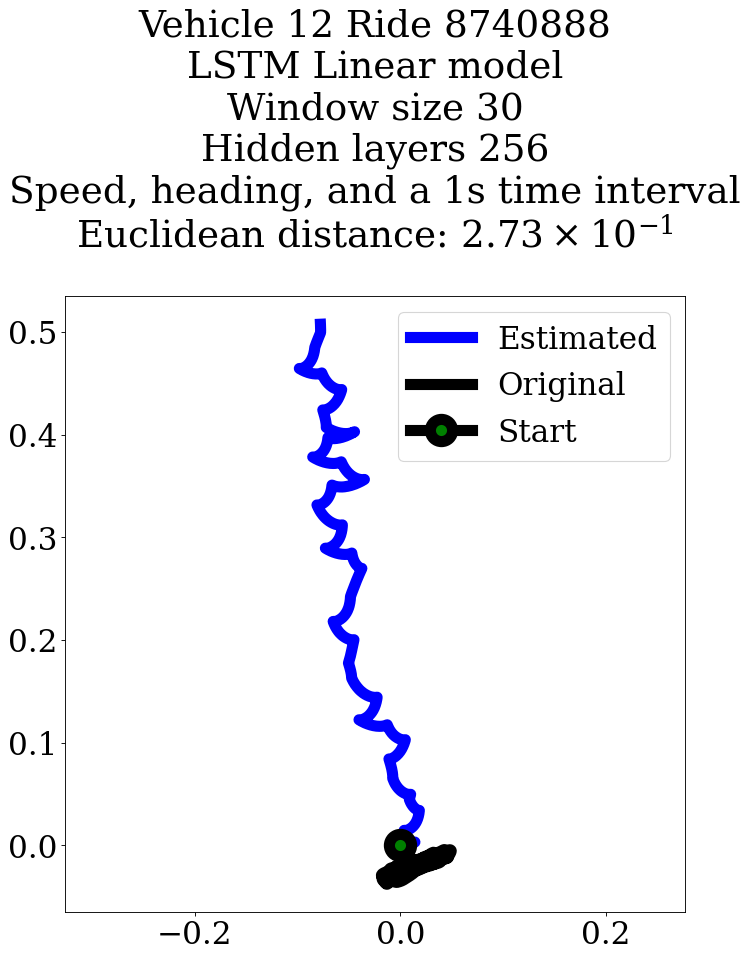 Vehicle 12 Ride 8740888
LSTM Linear model
Window size 30
Hidden layers 256
Speed, heading, and a 1s time interval
Euclidean distance: 2.73 × 10⁻¹
Estimated
Original
Start
0.5
0.4
0.3
0.2
0.1
0.0
−0.2
0.0
0.2